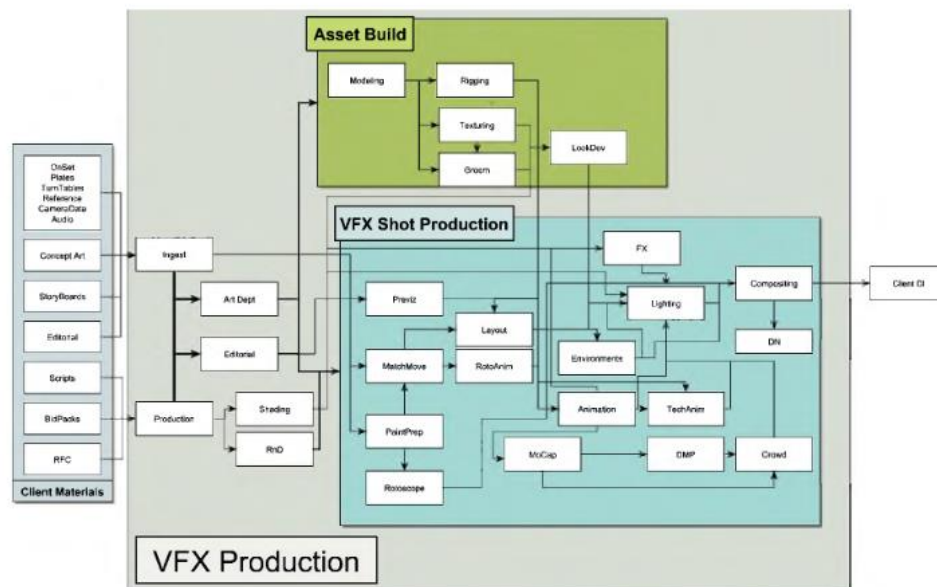 Asset Build
Modeling
Rigging
Texturing
Groom
LookDev
OnSet
Plates
TurnTables
Reference
CameraData
Audio
Concept Art
StoryBoards
Editorial
Scripts
BidPacks
RFC
Client Materials
Ingest
Art Dept
Editorial
Production
Shading
RnD
VFX Shot Production
FX
Previz
Lighting
Compositing
Layout
MatchMove
RotoAnim
Environments
DN
PaintPrep
Animation
TechAnim
Rotoscope
MoCap
DMP
Crowd
Client CI
VFX Production